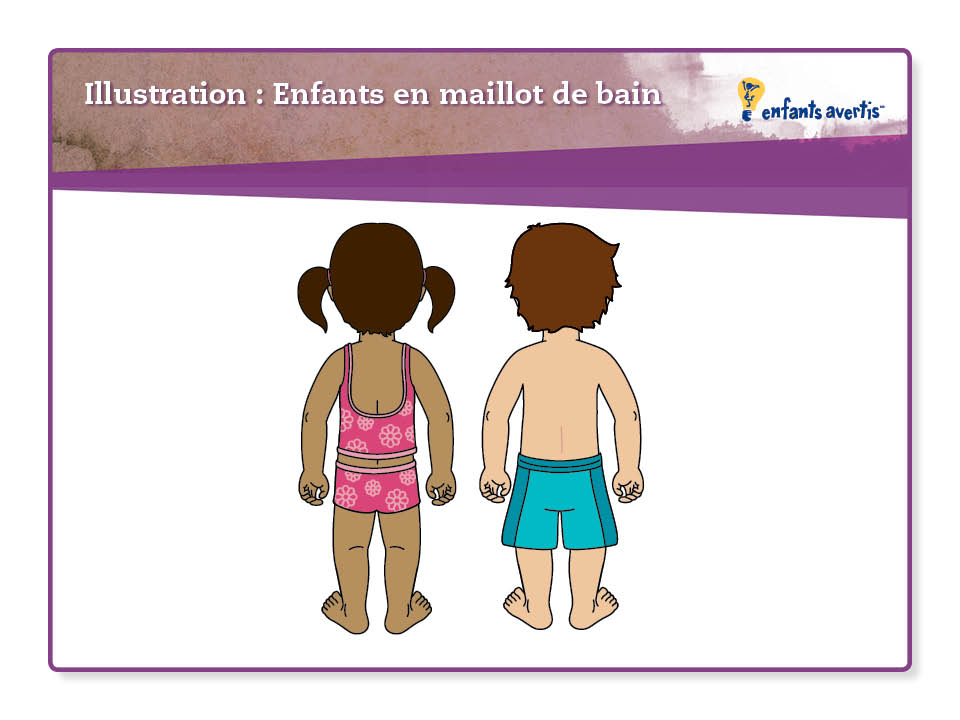 Illustration : Enfants en maillot de bain
enfants avertis™